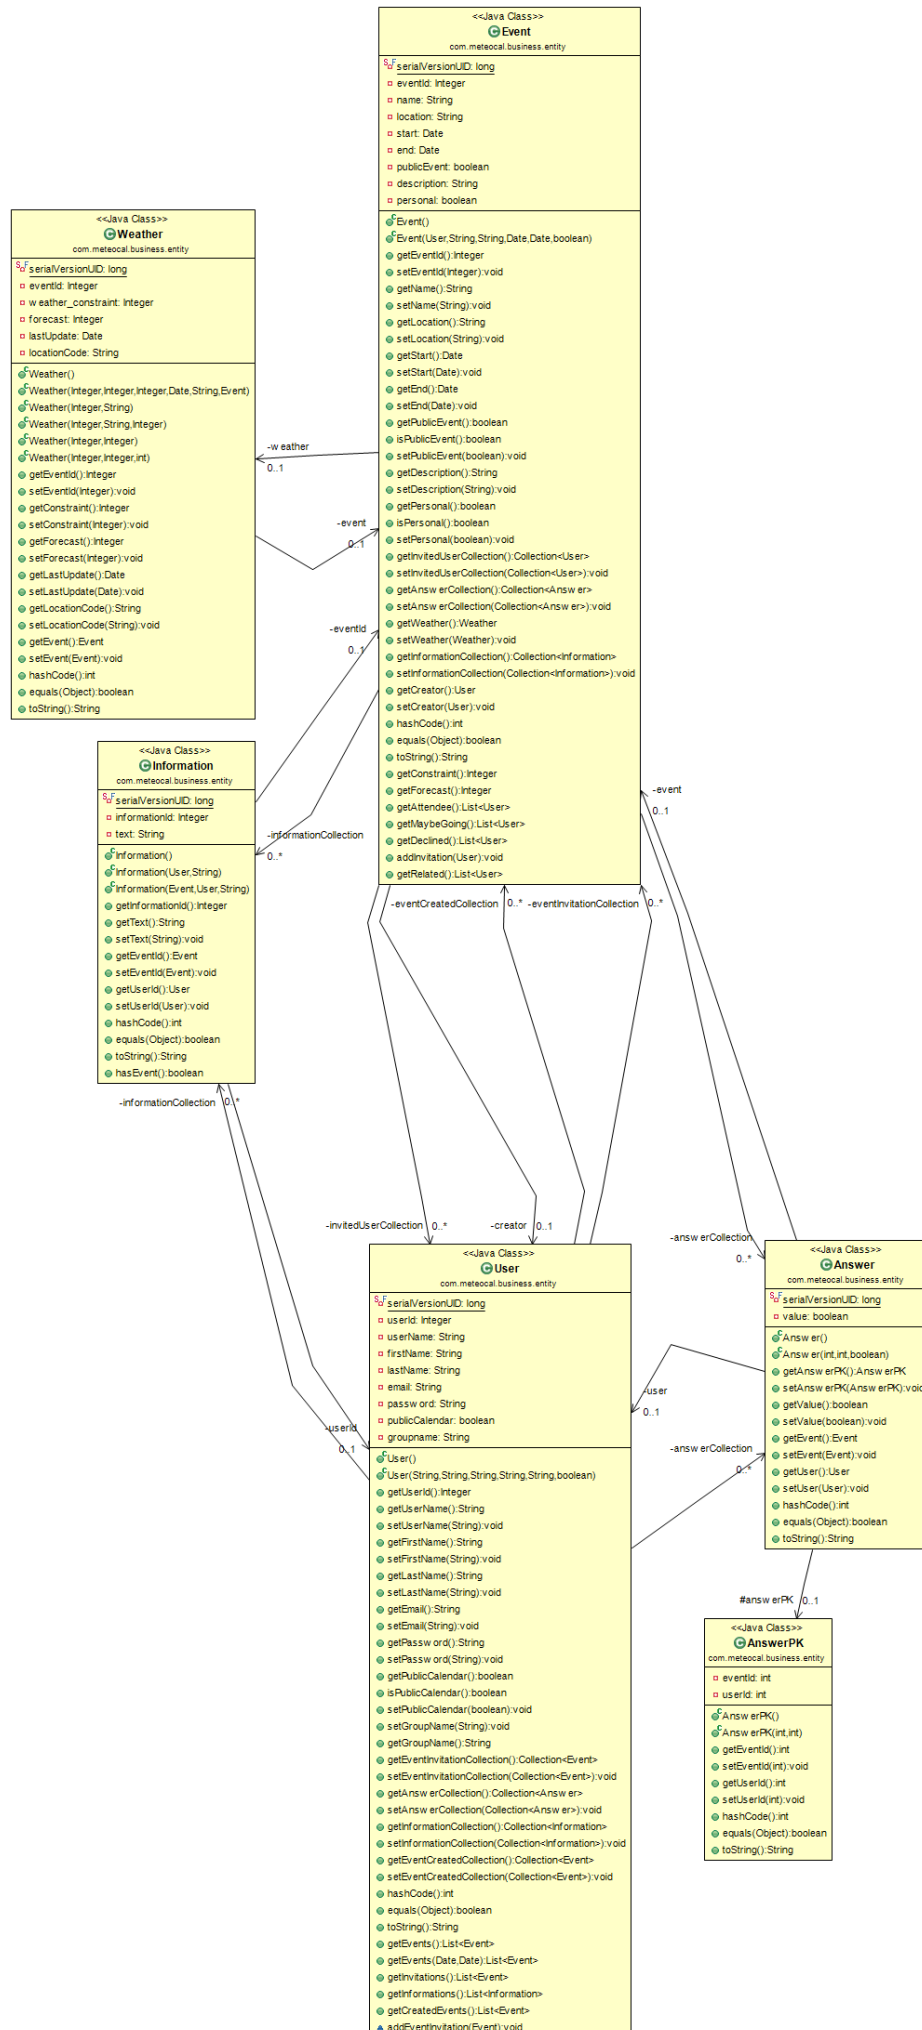 <<Java Class>>
Event
com.meteocal.business.entity
serialVersionUID: long
eventId: Integer
name: String
location: String
start: Date
end: Date
publicEvent: boolean
description: String
personal: boolean
Event()
Event(User,String,String,Date,Date,boolean)
getEventId():Integer
setEventId(Integer):void
getName():String
setName(String):void
getLocation():String
setLocation(String):void
getStart():Date
setStart(Date):void
getEnd():Date
setEnd(Date):void
getPublicEvent():boolean
isPublicEvent():boolean
setPublicEvent(boolean):void
getDescription():String
setDescription(String):void
getPersonal():boolean
isPersonal():boolean
setPersonal(boolean):void
getInvitedUserCollection():Collection<User>
setInvitedUserCollection(Collection<User>):void
getAnswerCollection():Collection<Answer>
setAnswerCollection(Collection<Answer>):void
getWeather():Weather
setWeather(Weather):void
getInformationCollection():Collection<Information>
setInformationCollection(Collection<Information>):void
getCreator():User
setCreator(User):void
hashCode():int
equals(Object):boolean
toString():String
getConstraint():Integer
getForecast():Integer
getAttendee():List<User>
getMaybeGoing():List<User>
getDeclined():List<User>
addInvitation(User):void
getRelated():List<User>
<<Java Class>>
Weather
com.meteocal.business.entity
serialVersionUID: long
eventId: Integer
weather_constraint: Integer
forecast: Integer
lastUpdate: Date
locationCode: String
Weather()
Weather(Integer,Integer,Integer,Date,String,Event)
Weather(Integer,String)
Weather(Integer,String,Integer)
Weather(Integer,Integer)
Weather(Integer,Integer,int)
getEventId():Integer
setEventId(Integer):void
getConstraint():Integer
setConstraint(Integer):void
getForecast():Integer
setForecast(Integer):void
getLastUpdate():Date
setLastUpdate(Date):void
getLocationCode():String
setLocationCode(String):void
getEvent():Event
setEvent(Event):void
hashCode():int
equals(Object):boolean
toString():String
-weather
0..1
-event
0..1
-eventId
0..1
<<Java Class>>
Information
com.meteocal.business.entity
serialVersionUID: long
informationId: Integer
text: String
Information()
Information(User,String)
Information(Event,User,String)
getInformationId():Integer
getText():String
setText(String):void
getEventId():Event
setEventId(Event):void
getUserId():User
setUserId(User):void
hashCode():int
equals(Object):boolean
toString():String
hasEvent():boolean
-informationCollection
0..*
-event
0..1
-eventCreatedCollection 0..*
-eventInvitationCollection 0..*
-informationCollection 0..*
-invitedUserCollection 0..*
-creator 0..1
-answerCollection
0..*
<<Java Class>>
User
com.meteocal.business.entity
serialVersionUID: long
userId: Integer
userName: String
firstName: String
lastName: String
email: String
password: String
publicCalendar: boolean
groupname: String
User()
User(String,String,String,String,String,boolean)
getUserId():Integer
getUserName():String
setUserName(String):void
getFirstName():String
setFirstName(String):void
getLastName():String
setLastName(String):void
getEmail():String
setEmail(String):void
getPassword():String
setPassword(String):void
getPublicCalendar():boolean
isPublicCalendar():boolean
setPublicCalendar(boolean):void
setGroupName(String):void
getGroupName():String
getEventInvitationCollection():Collection<Event>
setEventInvitationCollection(Collection<Event>):void
getAnswerCollection():Collection<Answer>
setAnswerCollection(Collection<Answer>):void
getInformationCollection():Collection<Information>
setInformationCollection(Collection<Information>):void
getEventCreatedCollection():Collection<Event>
setEventCreatedCollection(Collection<Event>):void
hashCode():int
equals(Object):boolean
toString():String
getEvents():List<Event>
getEvents(Date,Date):List<Event>
getInvitations():List<Event>
getInformations():List<Information>
getCreatedEvents():List<Event>
addEventInvitation(Event):void
-userId
0..1
-user
0..1
-answerCollection
0..*
<<Java Class>>
Answer
com.meteocal.business.entity
serialVersionUID: long
value: boolean
Answer()
Answer(int,int,boolean)
getAnswerPK():AnswerPK
setAnswerPK(AnswerPK):void
getValue():boolean
setValue(boolean):void
getEvent():Event
setEvent(Event):void
getUser():User
setUser(User):void
hashCode():int
equals(Object):boolean
toString():String
#answerPK 0..1
<<Java Class>>
AnswerPK
com.meteocal.business.entity
eventId: int
userId: int
AnswerPK()
AnswerPK(int,int)
getEventId():int
setEventId(int):void
getUserId():int
setUserId(int):void
hashCode():int
equals(Object):boolean
toString():String